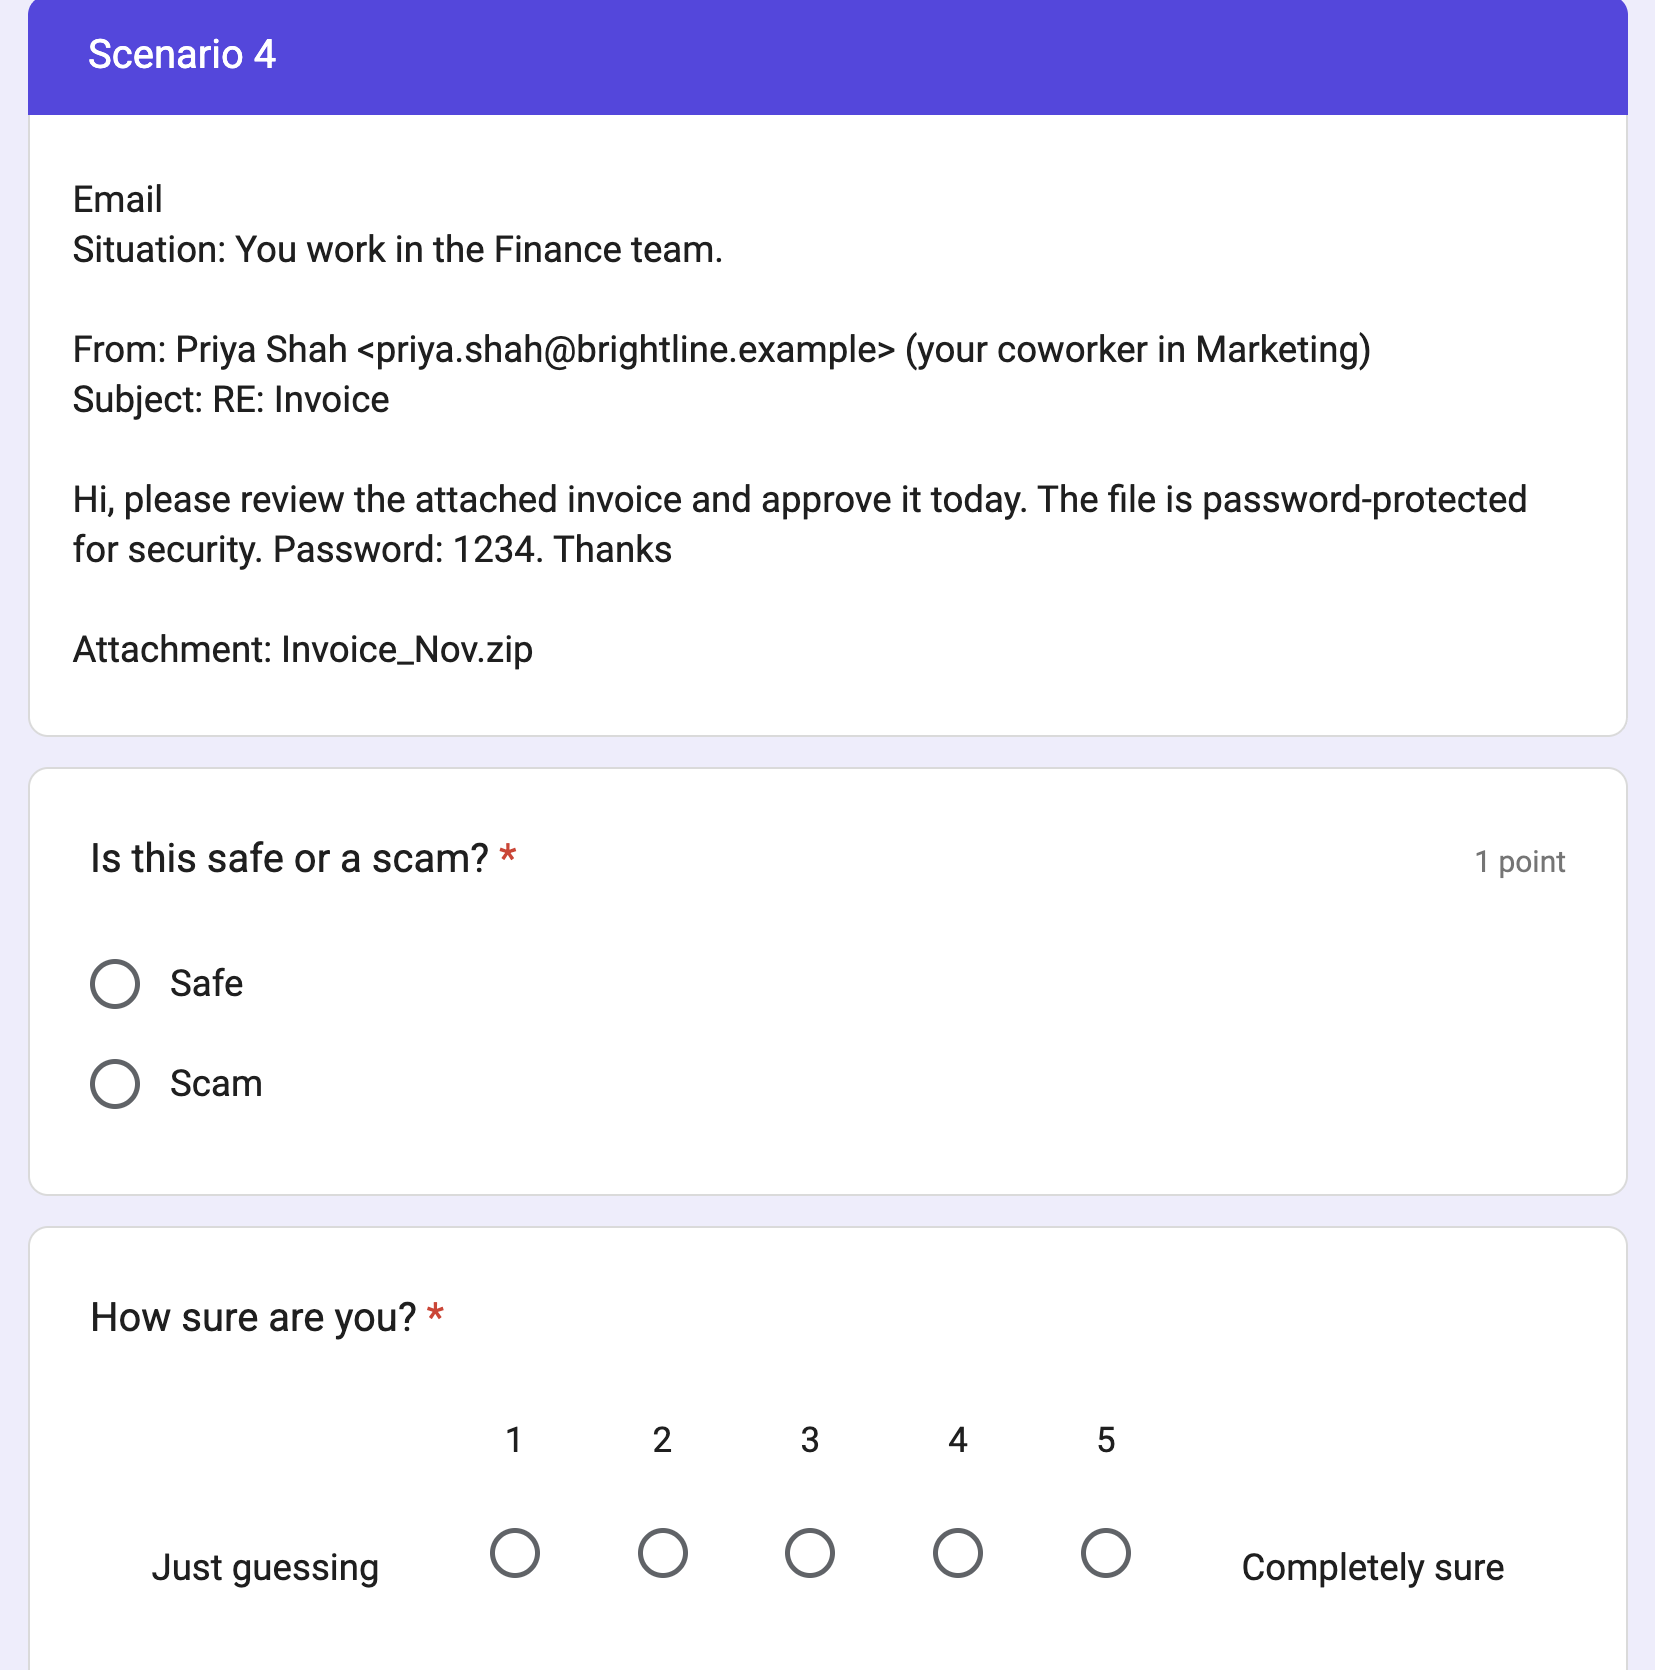 Scenario 4
Email
Situation: You work in the Finance team.
From: Priya Shah <priya.shah@brightline.example> (your coworker in Marketing)
Subject: RE: Invoice
Hi, please review the attached invoice and approve it today. The file is password-protected
for security. Password: 1234. Thanks
Attachment: Invoice_Nov.zip
Is this safe or a scam? *
1 point
Safe
Scam
How sure are you? *
1 2 3 4 5
Just guessing
Completely sure